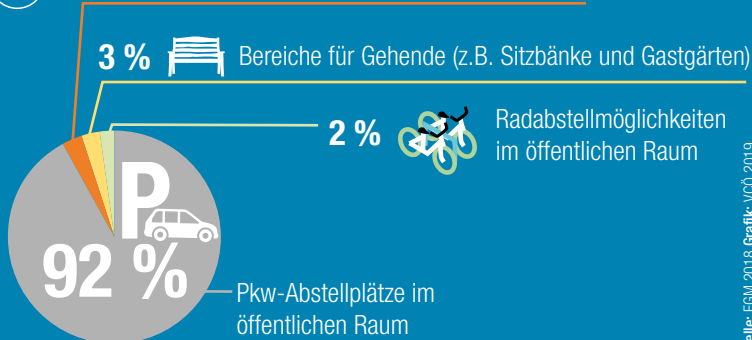 3 % Bereiche für Gehende (z.B. Sitzbänke und Gastgärten)
2 % Radabstellmöglichkeiten
im öffentlichen Raum
P
92 %
Pkw-Abstellplätze im
öffentlichen Raum
FGM 2018 Grafik: VCÖ 2019